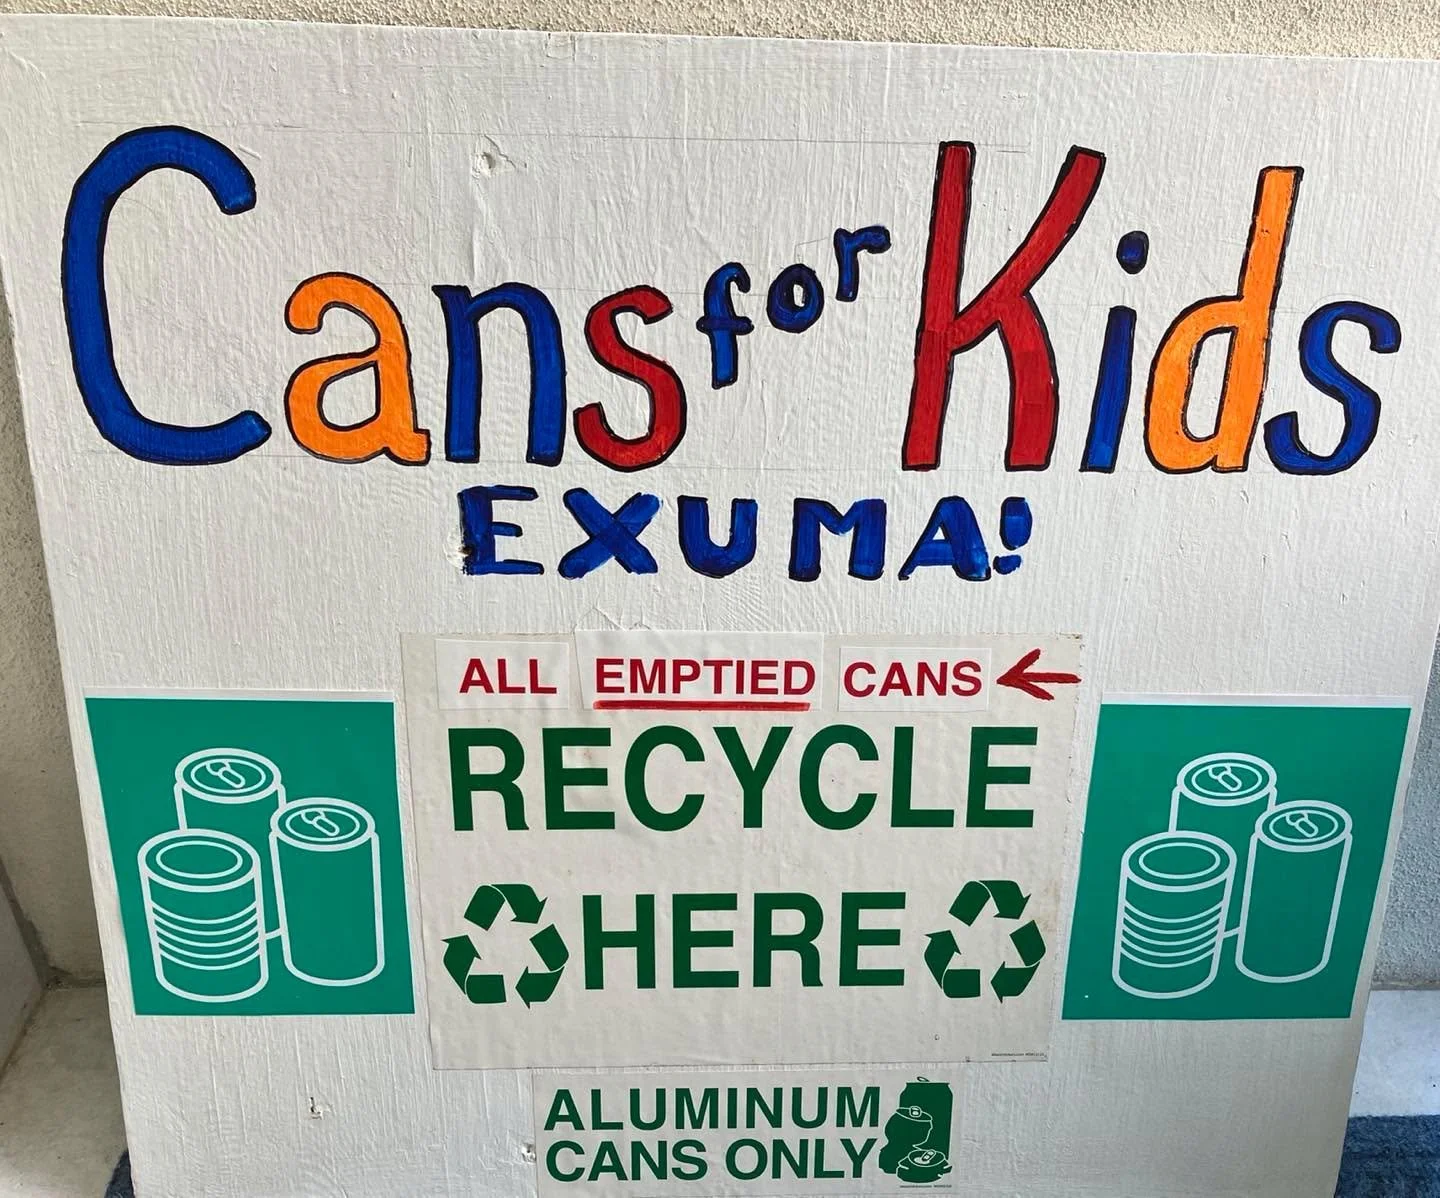 Cans for Kids
EXUMA!
ALL EMPTIED CANS
RECYCLE
HERE
ALUMINUM
CANS ONLY